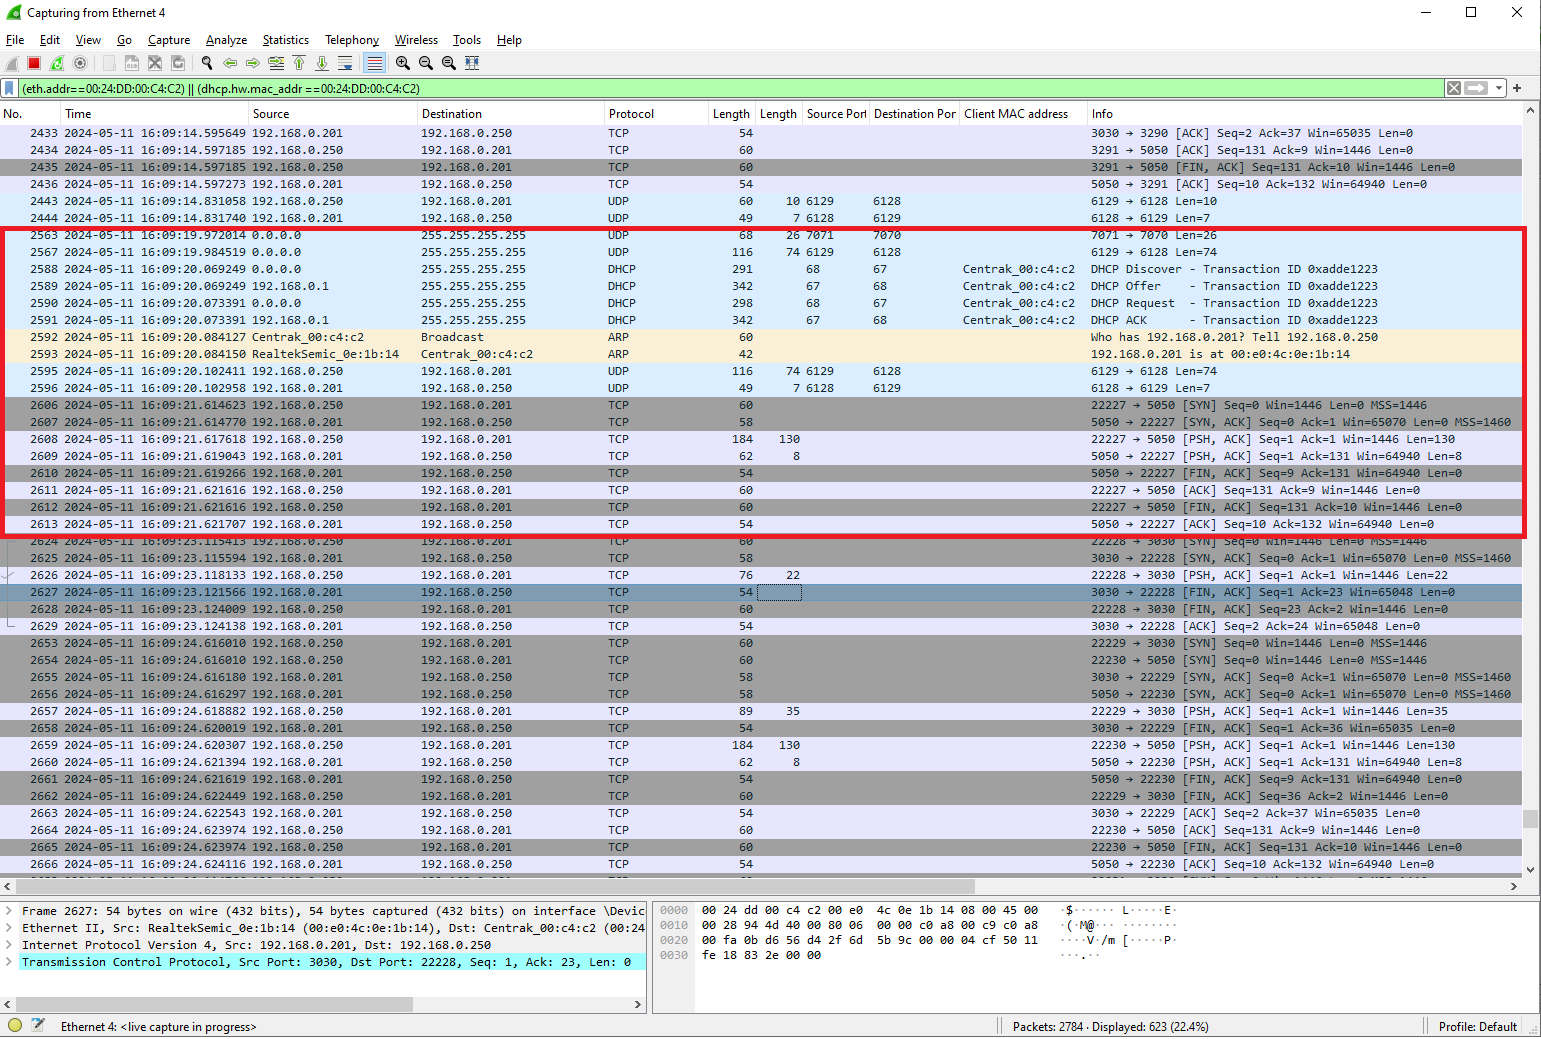 Capturing from Ethernet 4
File Edit View Go Capture Analyze Statistics Telephony Wireless Tools Help
(eth.addr==00:24:DD:00:C4:C2) || (dhcp.hw.mac_addr ==00:24:DD:00:C4:C2)
No. Time Source Destination Protocol Length Length Source Port Destination Por Client MAC address Info
2433 2024-05-11 16:09:14.595649 192.168.0.201 192.168.0.250 TCP 54 3030 → 3290 [ACK] Seq=2 Ack=37 Win=65035 Len=0
2434 2024-05-11 16:09:14.597185 192.168.0.250 192.168.0.201 TCP 60 3291 → 5050 [ACK] Seq=131 Ack=9 Win=1446 Len=0
2435 2024-05-11 16:09:14.597185 192.168.0.250 192.168.0.201 TCP 60 3291 → 5050 [FIN, ACK] Seq=131 Ack=10 Win=1446 Len=0
2436 2024-05-11 16:09:14.597273 192.168.0.201 192.168.0.250 TCP 54 5050 → 3291 [ACK] Seq=10 Ack=132 Win=64940 Len=0
2443 2024-05-11 16:09:14.831058 192.168.0.250 192.168.0.201 UDP 60 10 6129 6128 6129 → 6128 Len=10
2444 2024-05-11 16:09:14.831740 192.168.0.201 192.168.0.250 UDP 49 7 6128 6129 6128 → 6129 Len=7
2563 2024-05-11 16:09:19.972014 0.0.0.0 255.255.255.255 UDP 68 26 7071 7070 7071 → 7070 Len=26
2567 2024-05-11 16:09:19.984519 0.0.0.0 255.255.255.255 UDP 116 74 6129 6128 6129 → 6128 Len=74
2588 2024-05-11 16:09:20.069249 0.0.0.0 255.255.255.255 DHCP 291 68 67 Centrak_00:c4:c2 DHCP Discover - Transaction ID 0xadde1223
2589 2024-05-11 16:09:20.069249 192.168.0.1 255.255.255.255 DHCP 342 67 68 Centrak_00:c4:c2 DHCP Offer - Transaction ID 0xadde1223
2590 2024-05-11 16:09:20.073391 0.0.0.0 255.255.255.255 DHCP 298 68 67 Centrak_00:c4:c2 DHCP Request - Transaction ID 0xadde1223
2591 2024-05-11 16:09:20.073391 192.168.0.1 255.255.255.255 DHCP 342 67 68 Centrak_00:c4:c2 DHCP ACK - Transaction ID 0xadde1223
2592 2024-05-11 16:09:20.084127 Centrak_00:c4:c2 Broadcast ARP 60 Who has 192.168.0.201? Tell 192.168.0.250
2593 2024-05-11 16:09:20.084150 RealtekSemic_0e:1b:14 Centrak_00:c4:c2 ARP 42 192.168.0.201 is at 00:e0:4c:0e:1b:14
2595 2024-05-11 16:09:20.102411 192.168.0.250 192.168.0.201 UDP 116 74 6129 6128 6129 → 6128 Len=74
2596 2024-05-11 16:09:20.102958 192.168.0.201 192.168.0.250 UDP 49 7 6128 6129 6128 → 6129 Len=7
2606 2024-05-11 16:09:21.614623 192.168.0.250 192.168.0.201 TCP 60 22227 → 5050 [SYN] Seq=0 Win=1446 Len=0 MSS=1446
2607 2024-05-11 16:09:21.614770 192.168.0.201 192.168.0.250 TCP 58 5050 → 22227 [SYN, ACK] Seq=0 Ack=1 Win=65070 Len=0 MSS=1460
2608 2024-05-11 16:09:21.617618 192.168.0.250 192.168.0.201 TCP 184 130 22227 → 5050 [PSH, ACK] Seq=1 Ack=1 Win=1446 Len=130
2609 2024-05-11 16:09:21.619043 192.168.0.201 192.168.0.250 TCP 62 8 5050 → 22227 [PSH, ACK] Seq=1 Ack=131 Win=64940 Len=8
2610 2024-05-11 16:09:21.619266 192.168.0.201 192.168.0.250 TCP 54 5050 → 22227 [FIN, ACK] Seq=9 Ack=131 Win=64940 Len=0
2611 2024-05-11 16:09:21.621616 192.168.0.250 192.168.0.201 TCP 60 22227 → 5050 [ACK] Seq=131 Ack=9 Win=1446 Len=0
2612 2024-05-11 16:09:21.621616 192.168.0.250 192.168.0.201 TCP 60 22227 → 5050 [FIN, ACK] Seq=131 Ack=10 Win=1446 Len=0
2613 2024-05-11 16:09:21.621707 192.168.0.201 192.168.0.250 TCP 54 5050 → 22227 [ACK] Seq=10 Ack=132 Win=64940 Len=0
2624 2024-05-11 16:09:23.115413 192.168.0.250 192.168.0.201 TCP 60 22228 → 3030 [SYN] Seq=0 Win=1446 Len=0 MSS=1446
2625 2024-05-11 16:09:23.115594 192.168.0.201 192.168.0.250 TCP 58 3030 → 22228 [SYN, ACK] Seq=0 Ack=1 Win=65070 Len=0 MSS=1460
2626 2024-05-11 16:09:23.118133 192.168.0.250 192.168.0.201 TCP 76 22 22228 → 3030 [PSH, ACK] Seq=1 Ack=1 Win=1446 Len=22
2627 2024-05-11 16:09:23.121566 192.168.0.201 192.168.0.250 TCP 54 3030 → 22228 [FIN, ACK] Seq=1 Ack=23 Win=65048 Len=0
2628 2024-05-11 16:09:23.124009 192.168.0.250 192.168.0.201 TCP 60 22228 → 3030 [FIN, ACK] Seq=23 Ack=2 Win=1446 Len=0
2629 2024-05-11 16:09:23.124138 192.168.0.201 192.168.0.250 TCP 54 3030 → 22228 [ACK] Seq=2 Ack=24 Win=65048 Len=0
2653 2024-05-11 16:09:24.616010 192.168.0.250 192.168.0.201 TCP 60 22229 → 3030 [SYN] Seq=0 Win=1446 Len=0 MSS=1446
2654 2024-05-11 16:09:24.616010 192.168.0.250 192.168.0.201 TCP 60 22230 → 5050 [SYN] Seq=0 Win=1446 Len=0 MSS=1446
2655 2024-05-11 16:09:24.616180 192.168.0.201 192.168.0.250 TCP 58 3030 → 22229 [SYN, ACK] Seq=0 Ack=1 Win=65070 Len=0 MSS=1460
2656 2024-05-11 16:09:24.616297 192.168.0.201 192.168.0.250 TCP 58 5050 → 22230 [SYN, ACK] Seq=0 Ack=1 Win=65070 Len=0 MSS=1460
2657 2024-05-11 16:09:24.618882 192.168.0.250 192.168.0.201 TCP 89 35 22229 → 3030 [PSH, ACK] Seq=1 Ack=1 Win=1446 Len=35
2658 2024-05-11 16:09:24.620019 192.168.0.201 192.168.0.250 TCP 54 3030 → 22229 [FIN, ACK] Seq=1 Ack=36 Win=65035 Len=0
2659 2024-05-11 16:09:24.620307 192.168.0.250 192.168.0.201 TCP 184 130 22230 → 5050 [PSH, ACK] Seq=1 Ack=1 Win=1446 Len=130
2660 2024-05-11 16:09:24.621394 192.168.0.201 192.168.0.250 TCP 62 8 5050 → 22230 [PSH, ACK] Seq=1 Ack=131 Win=64940 Len=8
2661 2024-05-11 16:09:24.621619 192.168.0.201 192.168.0.250 TCP 54 5050 → 22230 [FIN, ACK] Seq=9 Ack=131 Win=64940 Len=0
2662 2024-05-11 16:09:24.622449 192.168.0.250 192.168.0.201 TCP 60 22229 → 3030 [FIN, ACK] Seq=36 Ack=2 Win=1446 Len=0
2663 2024-05-11 16:09:24.622543 192.168.0.201 192.168.0.250 TCP 54 3030 → 22229 [ACK] Seq=2 Ack=37 Win=65035 Len=0
2664 2024-05-11 16:09:24.623974 192.168.0.250 192.168.0.201 TCP 60 22230 → 5050 [ACK] Seq=131 Ack=9 Win=1446 Len=0
2665 2024-05-11 16:09:24.623974 192.168.0.250 192.168.0.201 TCP 60 22230 → 5050 [FIN, ACK] Seq=131 Ack=10 Win=1446 Len=0
2666 2024-05-11 16:09:24.624116 192.168.0.201 192.168.0.250 TCP 54 5050 → 22230 [ACK] Seq=10 Ack=132 Win=64940 Len=0
Frame 2627: 54 bytes on wire (432 bits), 54 bytes captured (432 bits) on interface \Devic
Ethernet II, Src: RealtekSemic_0e:1b:14 (00:e0:4c:0e:1b:14), Dst: Centrak_00:c4:c2 (00:24
Internet Protocol Version 4, Src: 192.168.0.201, Dst: 192.168.0.250
Transmission Control Protocol, Src Port: 3030, Dst Port: 22228, Seq: 1, Ack: 23, Len: 0
0000 00 24 dd 00 c4 c2 00 e0 4c 0e 1b 14 08 00 45 00 ·$······ L·····E·
0010 00 28 94 4d 40 00 80 06 00 00 c0 a8 00 c9 c0 a8 ·(·M@··· ········
0020 00 fa 0b d6 56 d4 2f 6d 5b 9c 00 00 04 cf 50 11 ····V·/m [·····P·
0030 fe 18 83 2e 00 00 ···.··
Ethernet 4: <live capture in progress> Packets: 2784 · Displayed: 623 (22.4%) Profile: Default